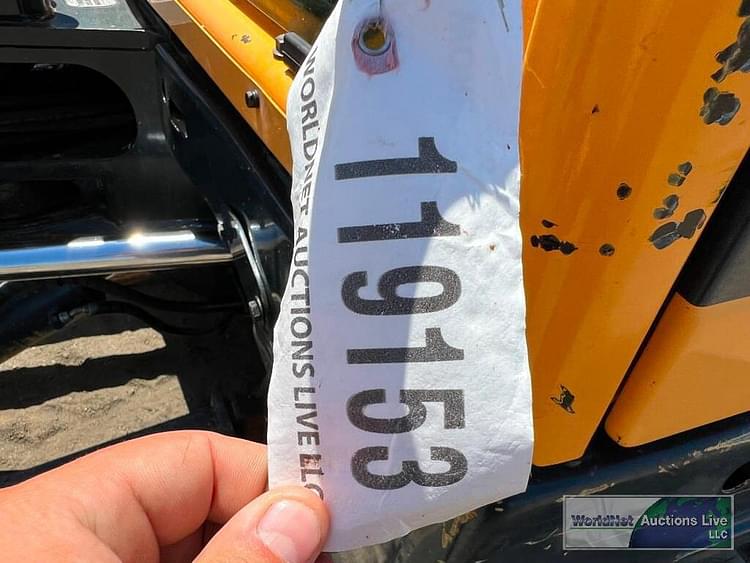 WORLDNET AUCTIONS LIVE LLC
119153
WorldNet Auctions Live
LLC